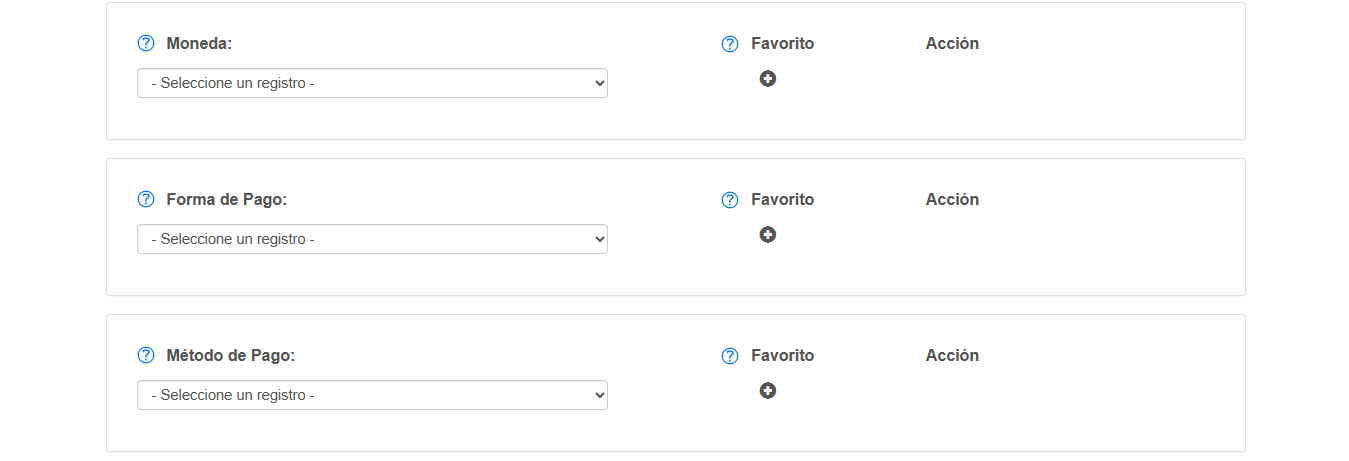 Moneda: Favorito Acción
- Seleccione un registro -
Forma de Pago: Favorito Acción
- Seleccione un registro -
Método de Pago: Favorito Acción
- Seleccione un registro -